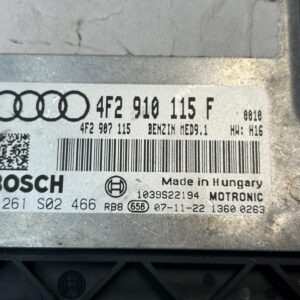 4F2 910 115 F
0010
4F2 907 115 BENZIN MED9.1 HW: H16
BOSCH
Made in Hungary
1039S22194 MOTRONIC
261 S02 466 RB8 656 07-11-22 1360 0263